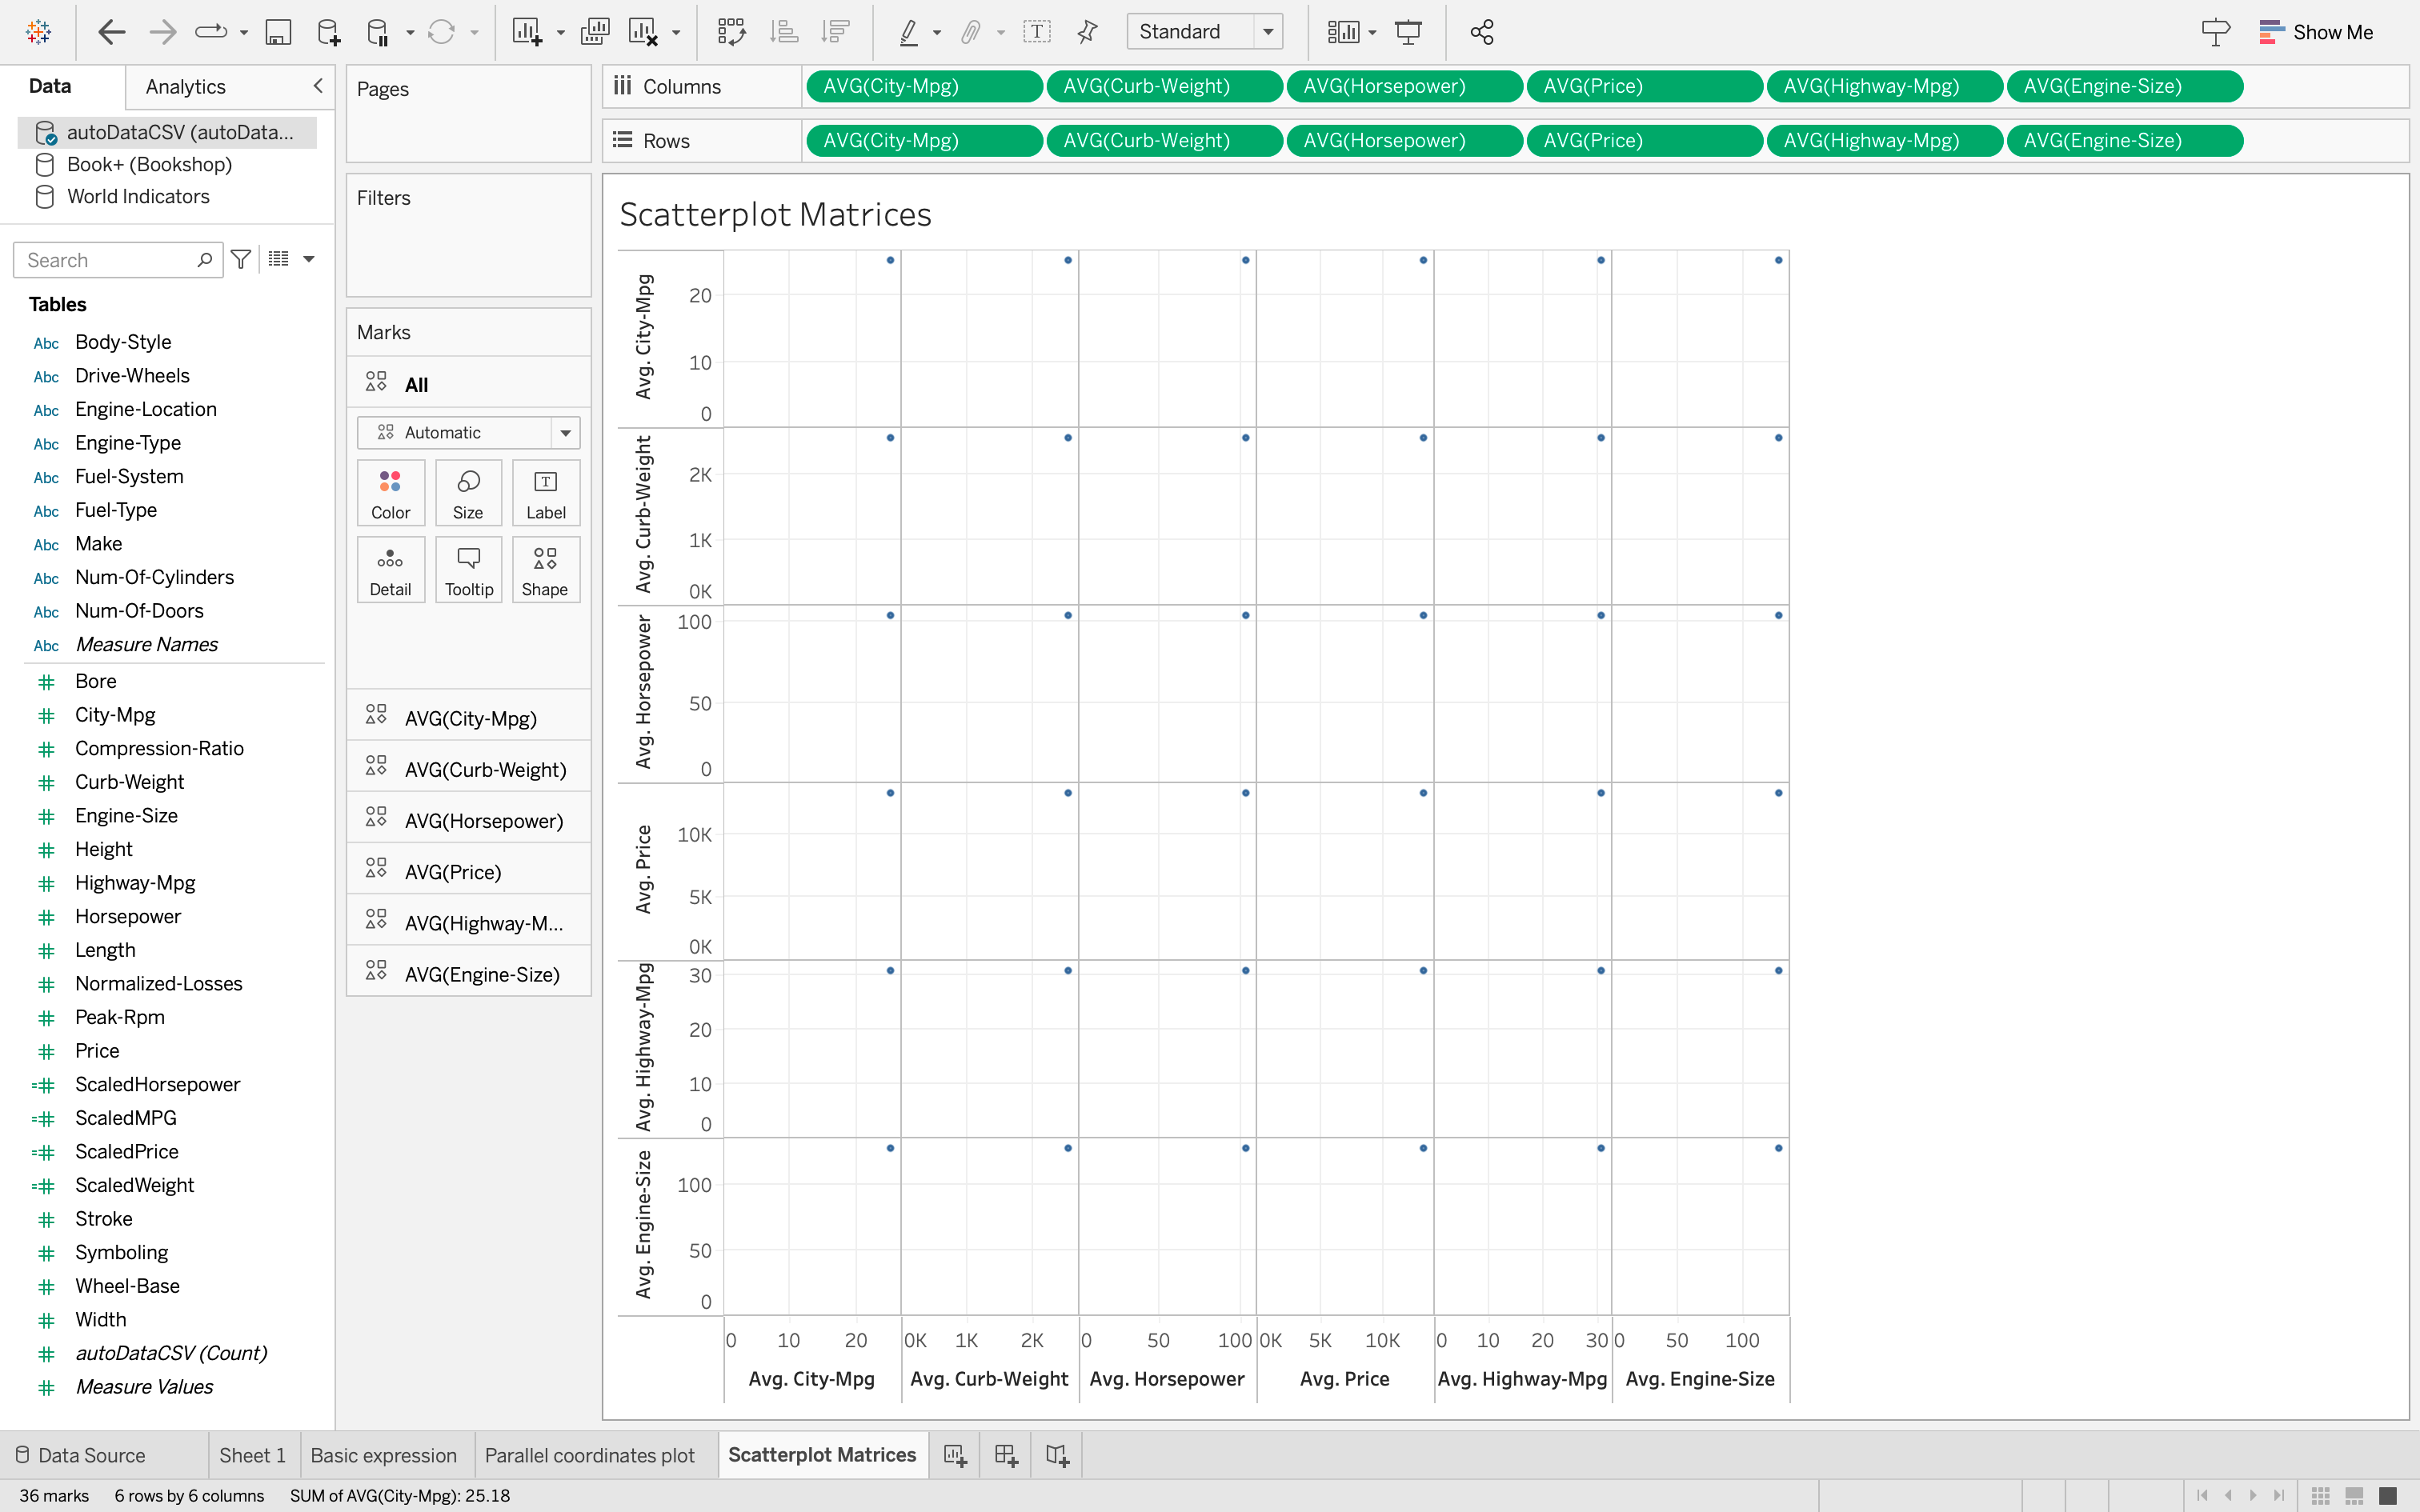 Standard
Show Me
Data
Analytics
autoDataCSV (autoData...
Book+ (Bookshop)
World Indicators
Search
Tables
Abc Body-Style
Abc Drive-Wheels
Abc Engine-Location
Abc Engine-Type
Abc Fuel-System
Abc Fuel-Type
Abc Make
Abc Num-Of-Cylinders
Abc Num-Of-Doors
Abc Measure Names
Bore
City-Mpg
Compression-Ratio
Curb-Weight
Engine-Size
Height
Highway-Mpg
Horsepower
Length
Normalized-Losses
Peak-Rpm
Price
ScaledHorsepower
ScaledMPG
ScaledPrice
ScaledWeight
Stroke
Symboling
Wheel-Base
Width
autoDataCSV (Count)
Measure Values
Pages
Filters
Marks
All
Automatic
Color Size Label
Detail Tooltip Shape
AVG(City-Mpg)
AVG(Curb-Weight)
AVG(Horsepower)
AVG(Price)
AVG(Highway-M...
AVG(Engine-Size)
Columns AVG(City-Mpg) AVG(Curb-Weight) AVG(Horsepower) AVG(Price) AVG(Highway-Mpg) AVG(Engine-Size)
Rows AVG(City-Mpg) AVG(Curb-Weight) AVG(Horsepower) AVG(Price) AVG(Highway-Mpg) AVG(Engine-Size)
Scatterplot Matrices
Avg. City-Mpg
20
10
0
Avg. Curb-Weight
2K
1K
0K
Avg. Horsepower
100
50
0
Avg. Price
10K
5K
0K
Avg. Highway-Mpg
30
20
10
0
Avg. Engine-Size
100
50
0
0 10 20 0K 1K 2K 0 50 100 0K 5K 10K 0 10 20 30 0 50 100
Avg. City-Mpg Avg. Curb-Weight Avg. Horsepower Avg. Price Avg. Highway-Mpg Avg. Engine-Size
Data Source Sheet 1 Basic expression Parallel coordinates plot Scatterplot Matrices
36 marks 6 rows by 6 columns SUM of AVG(City-Mpg): 25.18